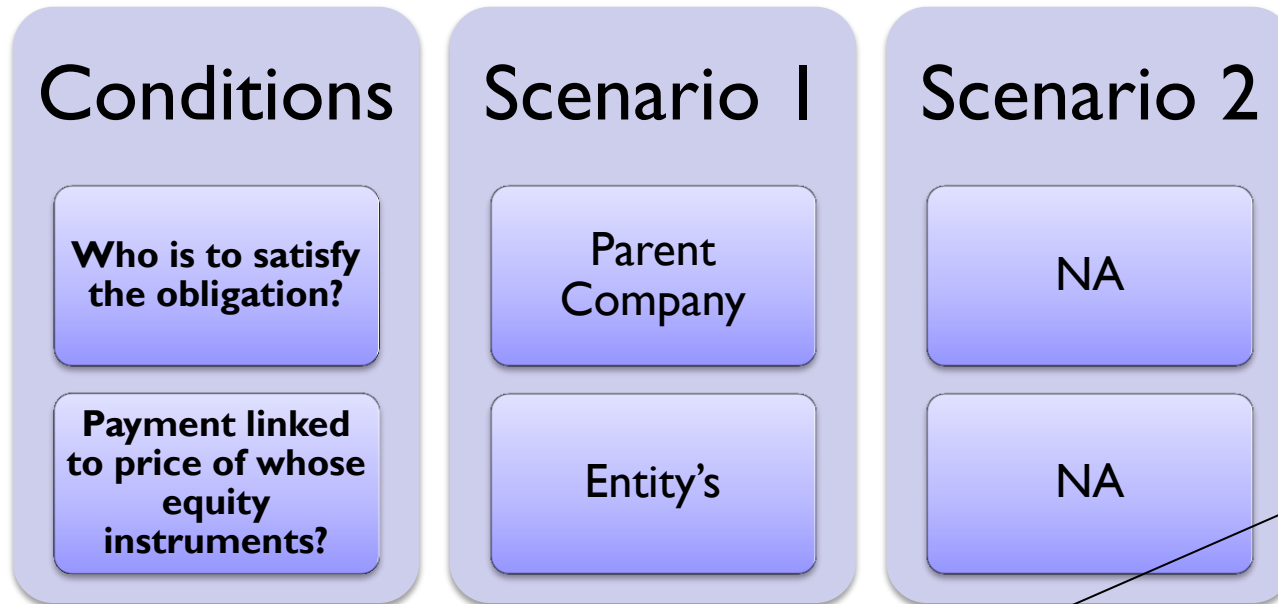 Conditions
Who is to satisfy
the obligation?
Payment linked
to price of whose
equity
instruments?
Scenario 1
Parent
Company
Entity’s
Scenario 2
NA
NA